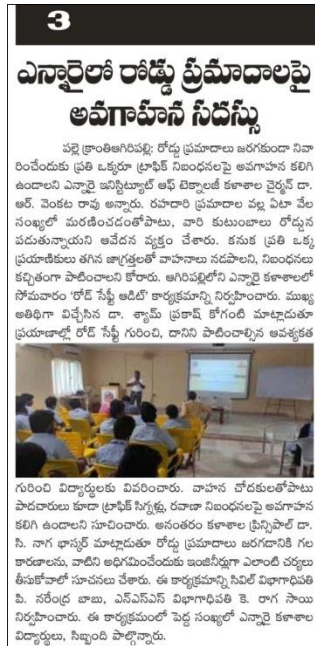 3
ఎన్నారైలో రోడ్డు ప్రమాదాలపై
అవగాహన సదస్సు
పల్లె క్రాంతిఆగిరిపల్లి: రోడ్డు ప్రమాదాలు జరగకుండా నివా
రించేందుకు ప్రతి ఒక్కరూ ట్రాఫిక్ నిబంధనలపై అవగాహన కలిగి
ఉండాలని ఎన్నారై ఇనిస్టిట్యూట్ ఆఫ్ టెక్నాలజీ కళాశాల చైర్మన్ డా.
ఆర్. వెంకట రావు అన్నారు. రహదారి ప్రమాదాల వల్ల ఏటా వేల
సంఖ్యలో మరణించడంతోపాటు, వారి కుటుంబాలు రోడ్డున
పడుతున్నాయని ఆవేదన వ్యక్తం చేశారు. కనుక ప్రతి ఒక్క
ప్రయాణికులు తగిన జాగ్రత్తలతో వాహనాలు నడపాలని, నిబంధనలు
కచ్చితంగా పాటించాలని కోరారు. ఆగిరిపల్లిలోని ఎన్నారై కళాశాలలో
సోమవారం 'రోడ్ సేఫ్టీ ఆడిట్' కార్యక్రమాన్ని నిర్వహించారు. ముఖ్య
అతిథిగా విచ్చేసిన డా. శ్యామ్ ప్రకాష్ కోగంటి మాట్లాడుతూ
ప్రయాణాల్లో రోడ్ సేఫ్టీ గురించి, దానిని పాటించాల్సిన ఆవశ్యకత
గురించి విద్యార్థులకు వివరించారు. వాహన చోదకులతోపాటు
పాదచారులు కూడా ట్రాఫిక్ సిగ్నళ్లు, రవాణా నిబంధనలపై అవగాహన
కలిగి ఉండాలని సూచించారు. అనంతరం కళాశాల ప్రిన్సిపాల్ డా.
సి. నాగ భాస్కర్ మాట్లాడుతూ రోడ్డు ప్రమాదాలు జరగడానికి గల
కారణాలను, వాటిని అధిగమించేందుకు ఇంజినీర్లుగా ఎలాంటి చర్యలు
తీసుకోవాలో సూచనలు చేశారు. ఈ కార్యక్రమాన్ని సివిల్ విభాగాధిపతి
పి. నరేంద్ర బాబు, ఎన్ఎస్ఎస్ విభాగాధిపతి కె. రాగ సాయి
నిర్వహించారు. ఈ కార్యక్రమంలో పెద్ద సంఖ్యలో ఎన్నారై కళాశాల
విద్యార్థులు, సిబ్బంది పాల్గొన్నారు.